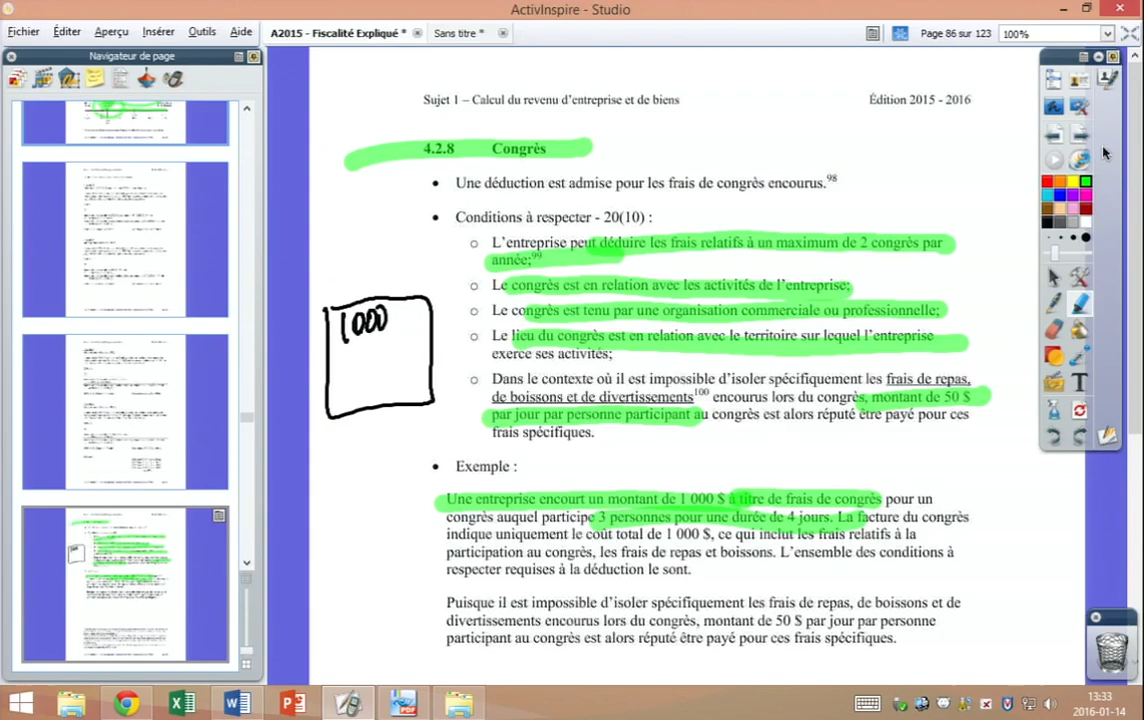 ActivInspire - Studio
Fichier Éditer Aperçu Insérer Outils Aide
A2015 - Fiscalité Expliqué *
Sans titre *
Page 86 sur 123
100%
Navigateur de page
Sujet 1 – Calcul du revenu d’entreprise et de biens
Édition 2015 - 2016
4.2.8 Congrès
• Une déduction est admise pour les frais de congrès encourus.98
• Conditions à respecter - 20(10) :
o L’entreprise peut déduire les frais relatifs à un maximum de 2 congrès par
année;99
o Le congrès est en relation avec les activités de l’entreprise;
o Le congrès est tenu par une organisation commerciale ou professionnelle;
o Le lieu du congrès est en relation avec le territoire sur lequel l’entreprise
exerce ses activités;
o Dans le contexte où il est impossible d’isoler spécifiquement les frais de repas,
de boissons et de divertissements100 encourus lors du congrès, montant de 50 $
par jour par personne participant au congrès est alors réputé être payé pour ces
frais spécifiques.
1000
• Exemple :
Une entreprise encourt un montant de 1 000 $ à titre de frais de congrès pour un
congrès auquel participe 3 personnes pour une durée de 4 jours. La facture du congrès
indique uniquement le coût total de 1 000 $, ce qui inclut les frais relatifs à la
participation au congrès, les frais de repas et boissons. L’ensemble des conditions à
respecter requises à la déduction le sont.
Puisque il est impossible d’isoler spécifiquement les frais de repas, de boissons et de
divertissements encourus lors du congrès, montant de 50 $ par jour par personne
participant au congrès est alors réputé être payé pour ces frais spécifiques.
13:33
2016-01-14